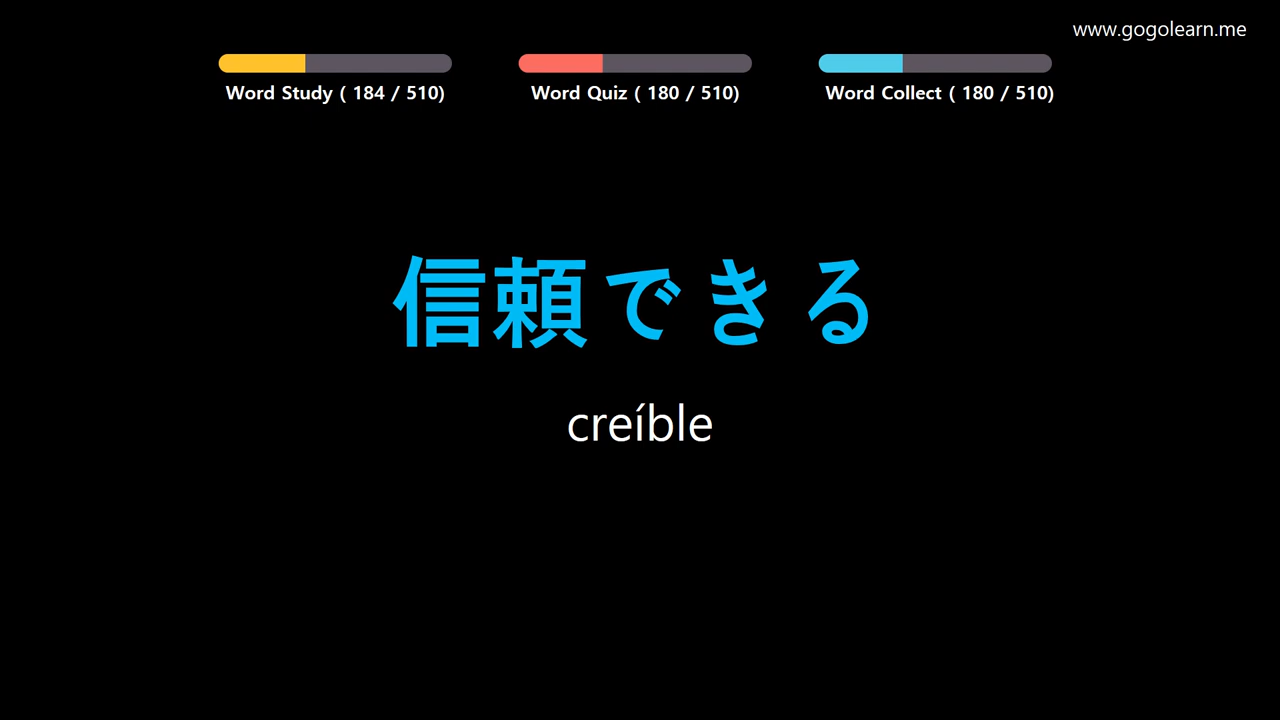 www.gogolearn.me
Word Study ( 184 / 510)
Word Quiz ( 180 / 510)
Word Collect ( 180 / 510)
信頼できる
creíble